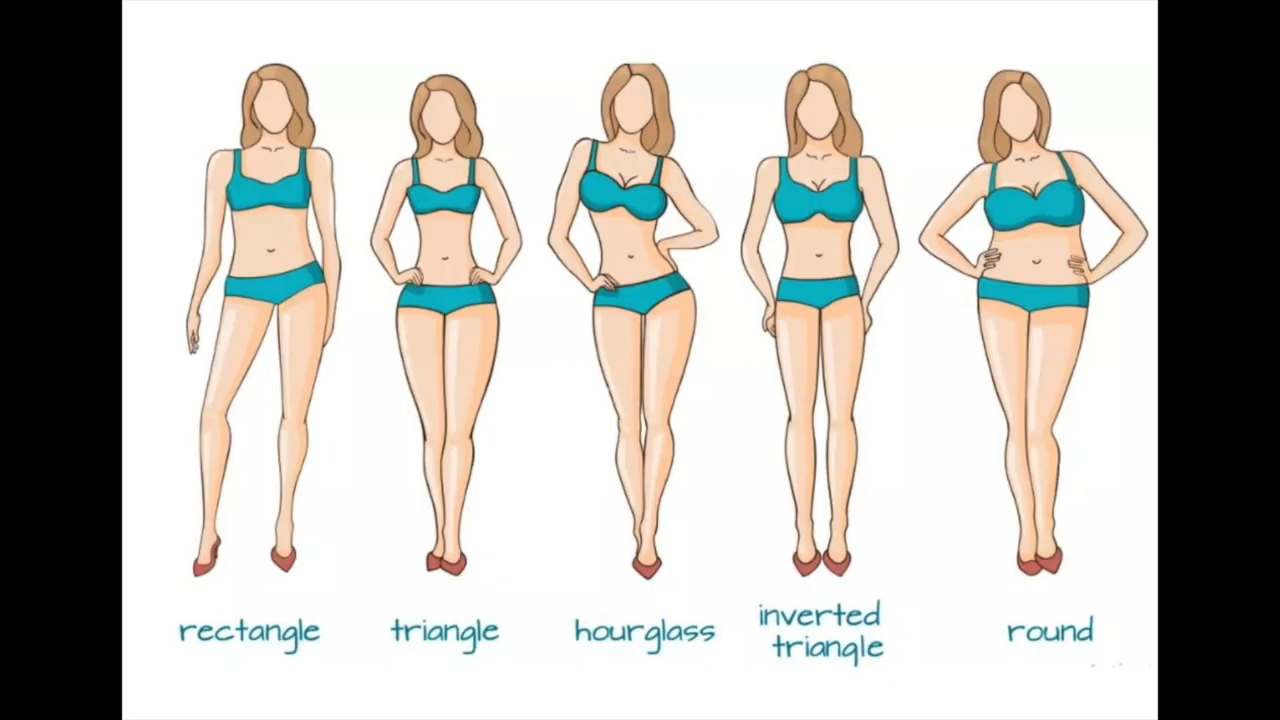 rectangle
triangle
hourglass
inverted
triangle
round